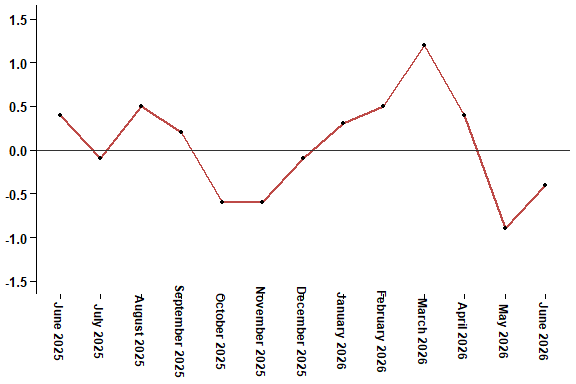 1.5
1.0
0.5
0.0
-0.5
-1.0
-1.5
June 2025
July 2025
August 2025
September 2025
October 2025
November 2025
December 2025
January 2026
February 2026
March 2026
April 2026
May 2026
June 2026